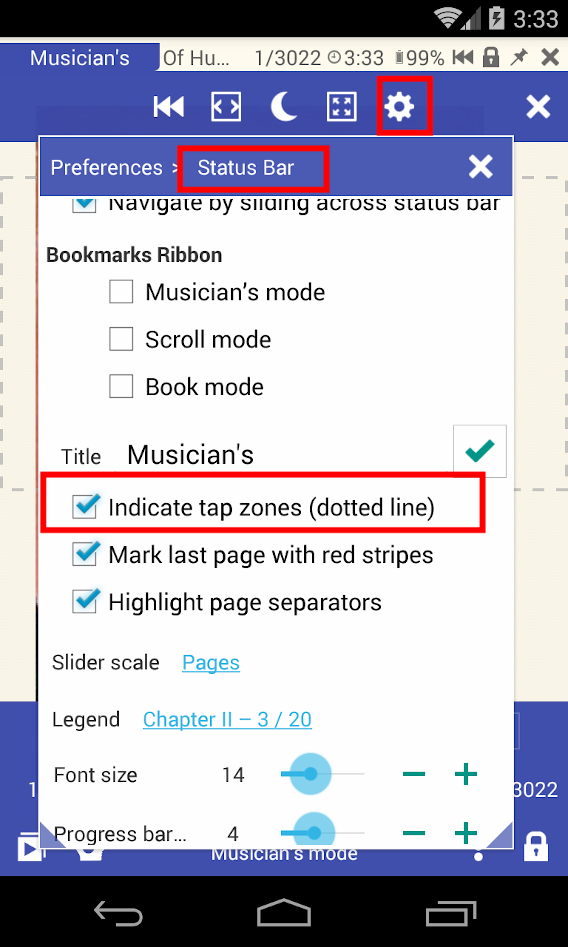 3:33
Musician's Of Hu... 1/3022 3:33 99%
Preferences > Status Bar
Navigate by sliding across status bar
Bookmarks Ribbon
Musician's mode
Scroll mode
Book mode
Title Musician's
Indicate tap zones (dotted line)
Mark last page with red stripes
Highlight page separators
Slider scale Pages
Legend Chapter II – 3 / 20
Font size 14
3022
Progress bar... 4
Musician's mode